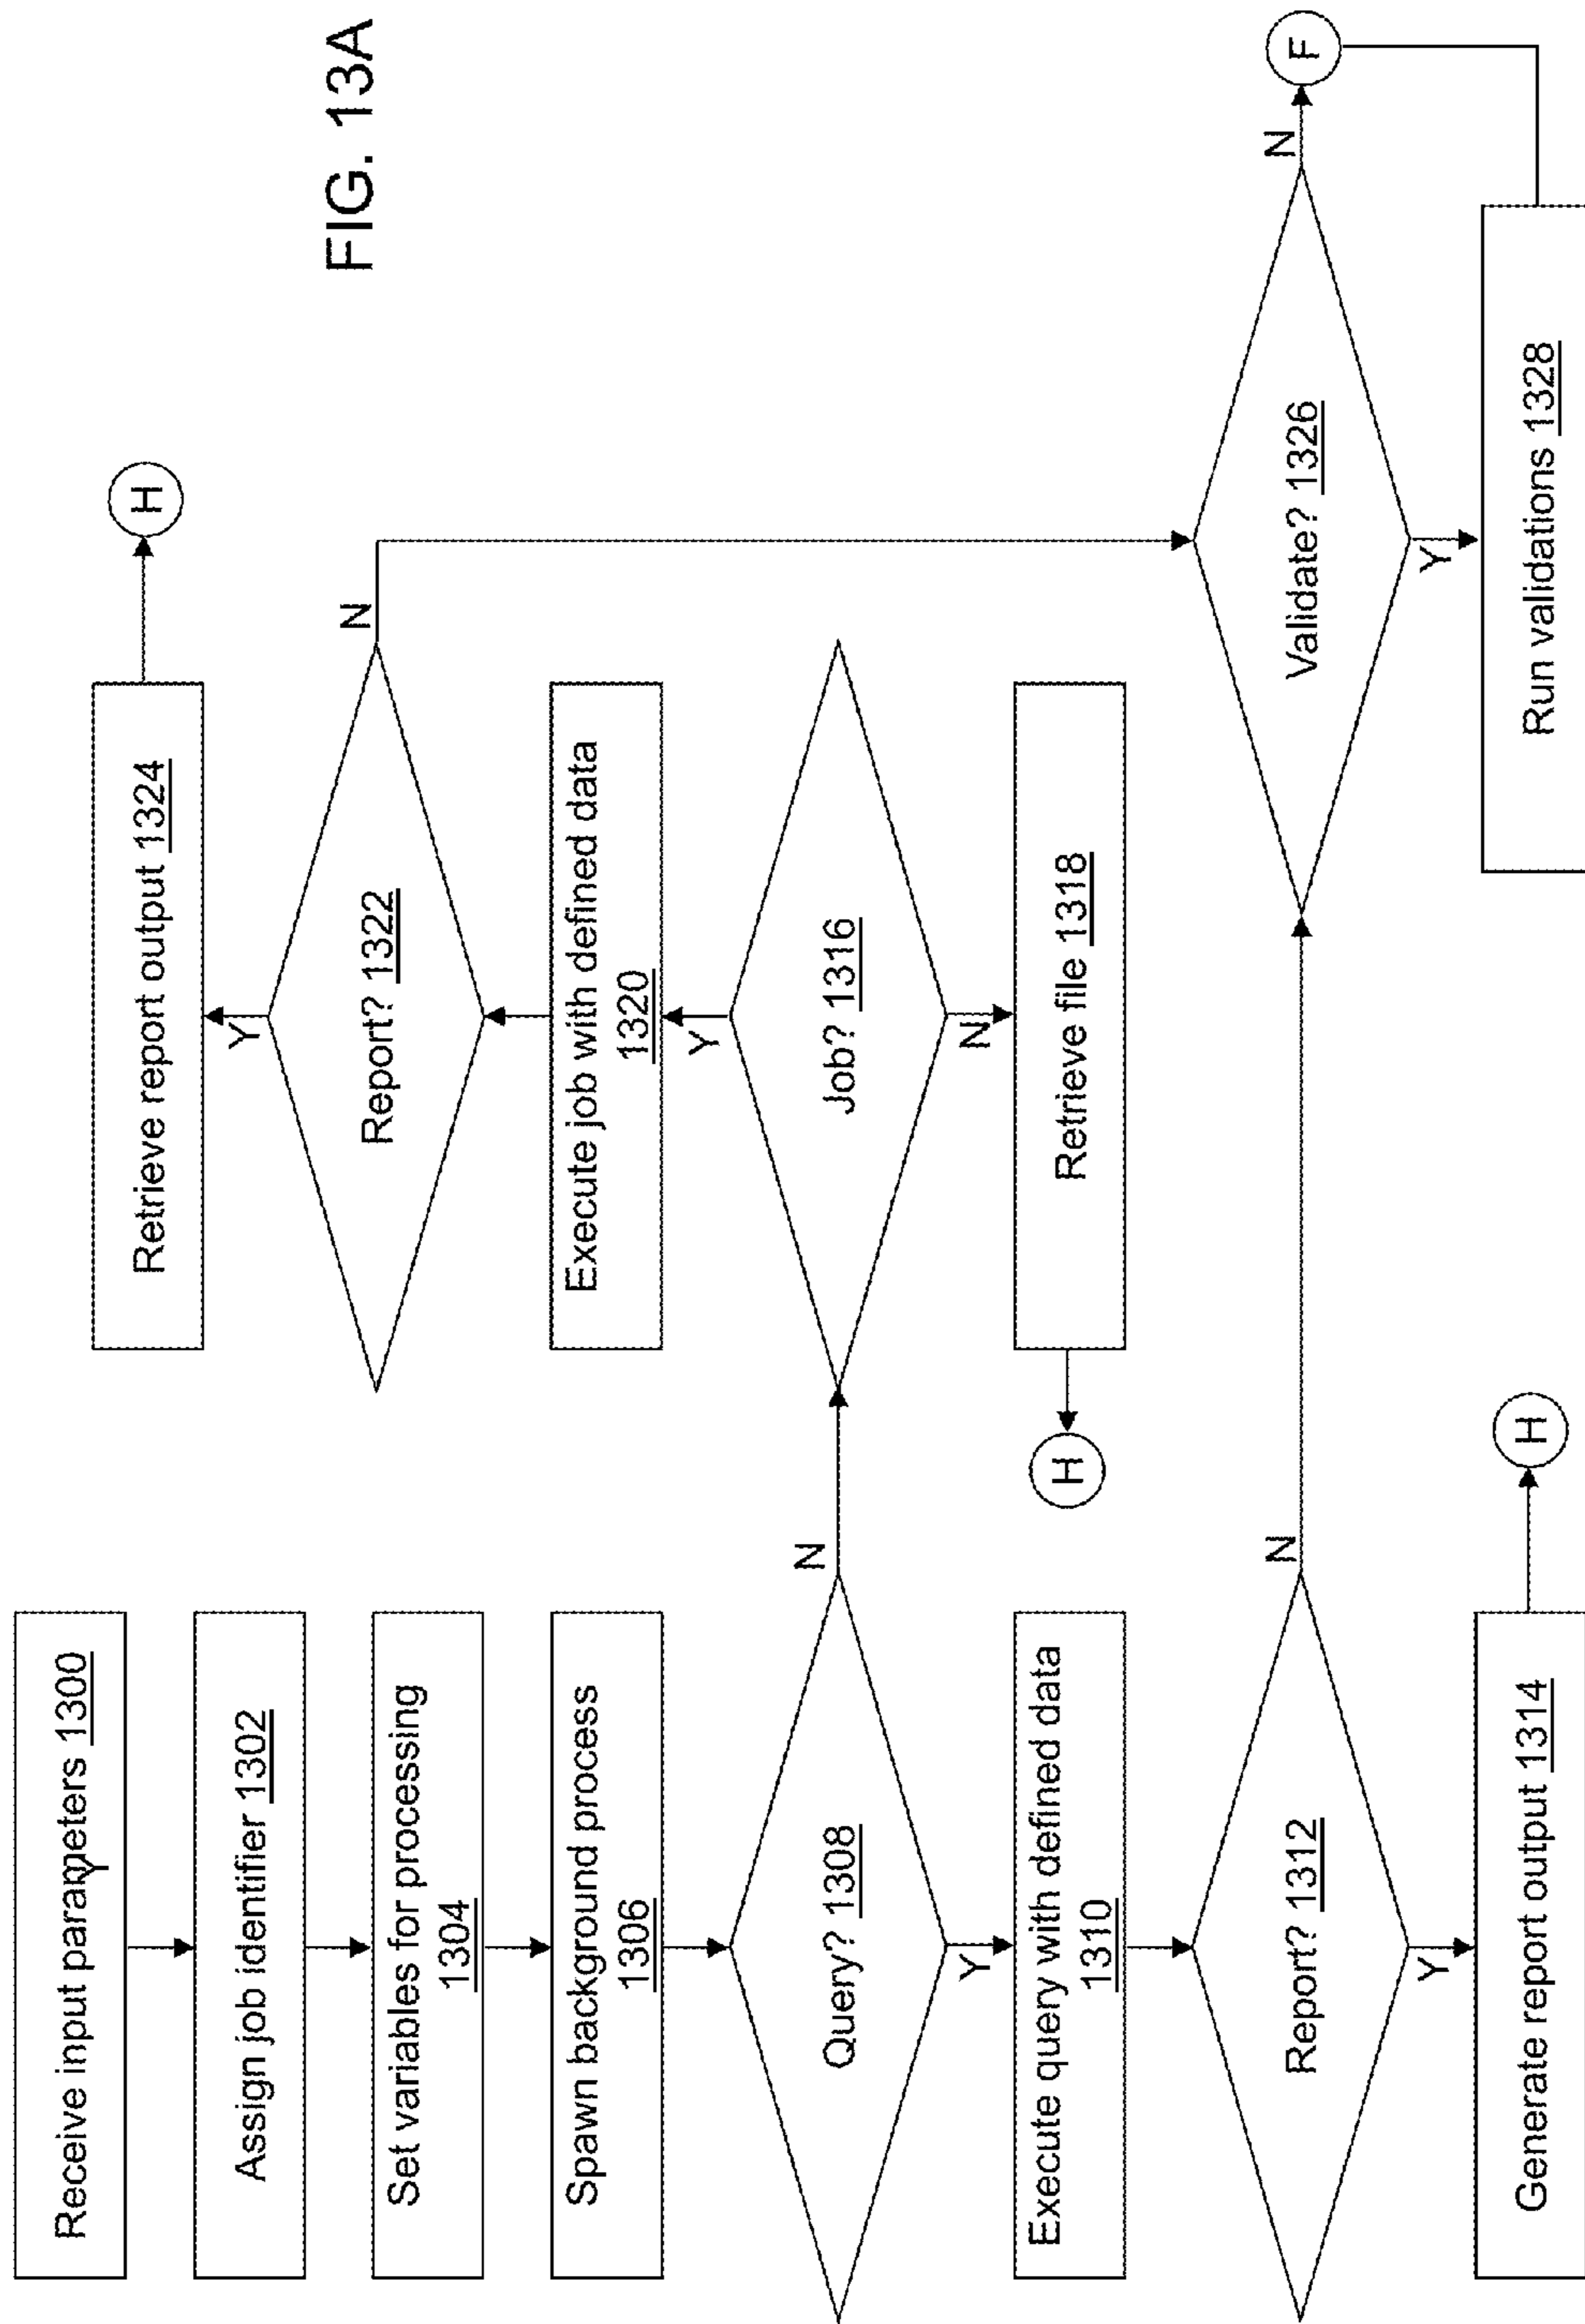 FIG. 13A
Receive input parameters 1300
Y
Assign job identifier 1302
Set variables for processing
1304
Spawn background process
1306
Query? 1308
N
Y
Execute query with defined data
1310
Report? 1312
N
Y
Generate report output 1314
H
Retrieve report output 1324
H
Y
Report? 1322
N
Execute job with defined data
1320
Y
Job? 1316
N
Retrieve file 1318
H
Validate? 1326
N
F
Y
Run validations 1328